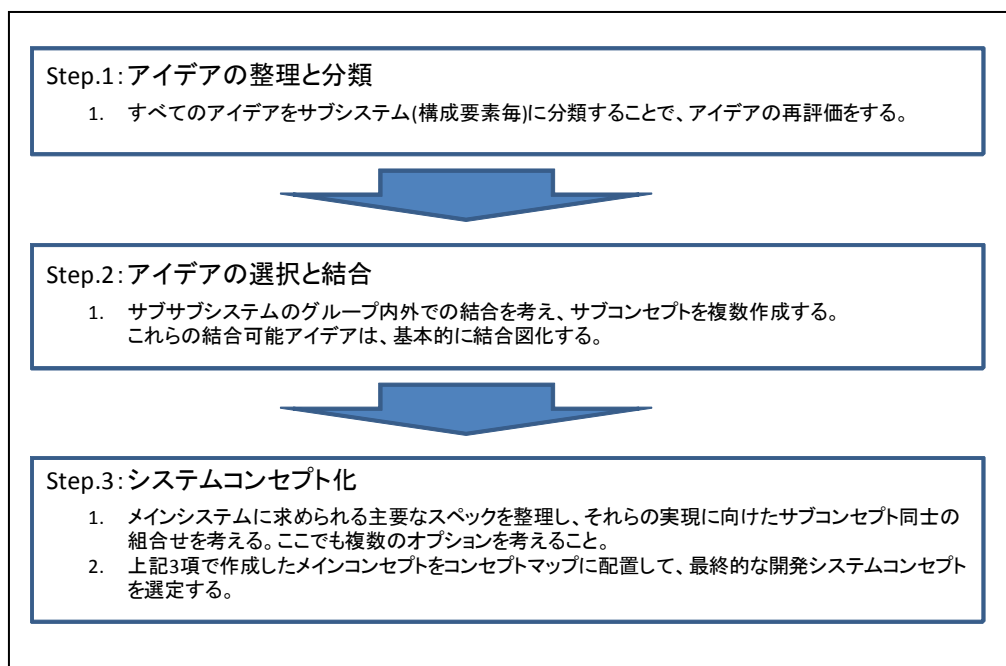 Step.1：アイデアの整理と分類
1. すべてのアイデアをサブシステム(構成要素毎)に分類することで、アイデアの再評価をする。
Step.2：アイデアの選択と結合
1. サブサブシステムのグループ内外での結合を考え、サブコンセプトを複数作成する。
これらの結合可能アイデアは、基本的に結合図化する。
Step.3：システムコンセプト化
1. メインシステムに求められる主要なスペックを整理し、それらの実現に向けたサブコンセプト同士の
組合せを考える。ここでも複数のオプションを考えること。
2. 上記3項で作成したメインコンセプトをコンセプトマップに配置して、最終的な開発システムコンセプト
を選定する。